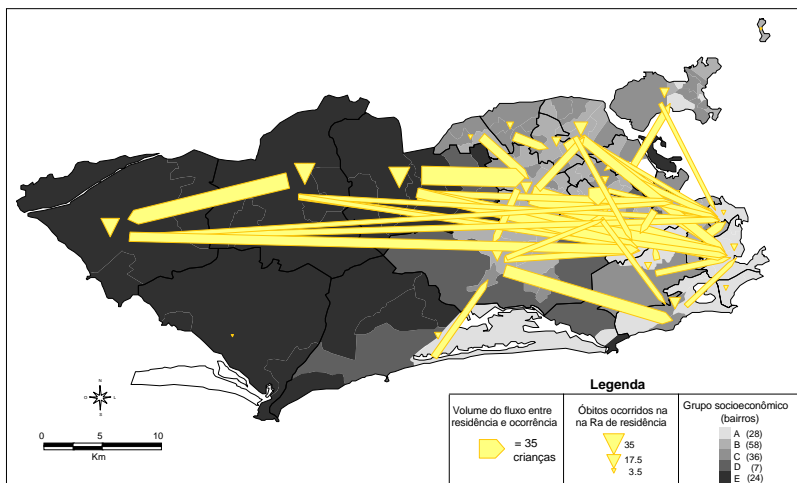 N
O L
S
0 5 10
Km
Legenda
Volume do fluxo entre
residência e ocorrência
= 35
crianças
Óbitos ocorridos na
na Ra de residência
35
17.5
3.5
Grupo socioeconômico
(bairros)
A (28)
B (58)
C (36)
D (7)
E (24)